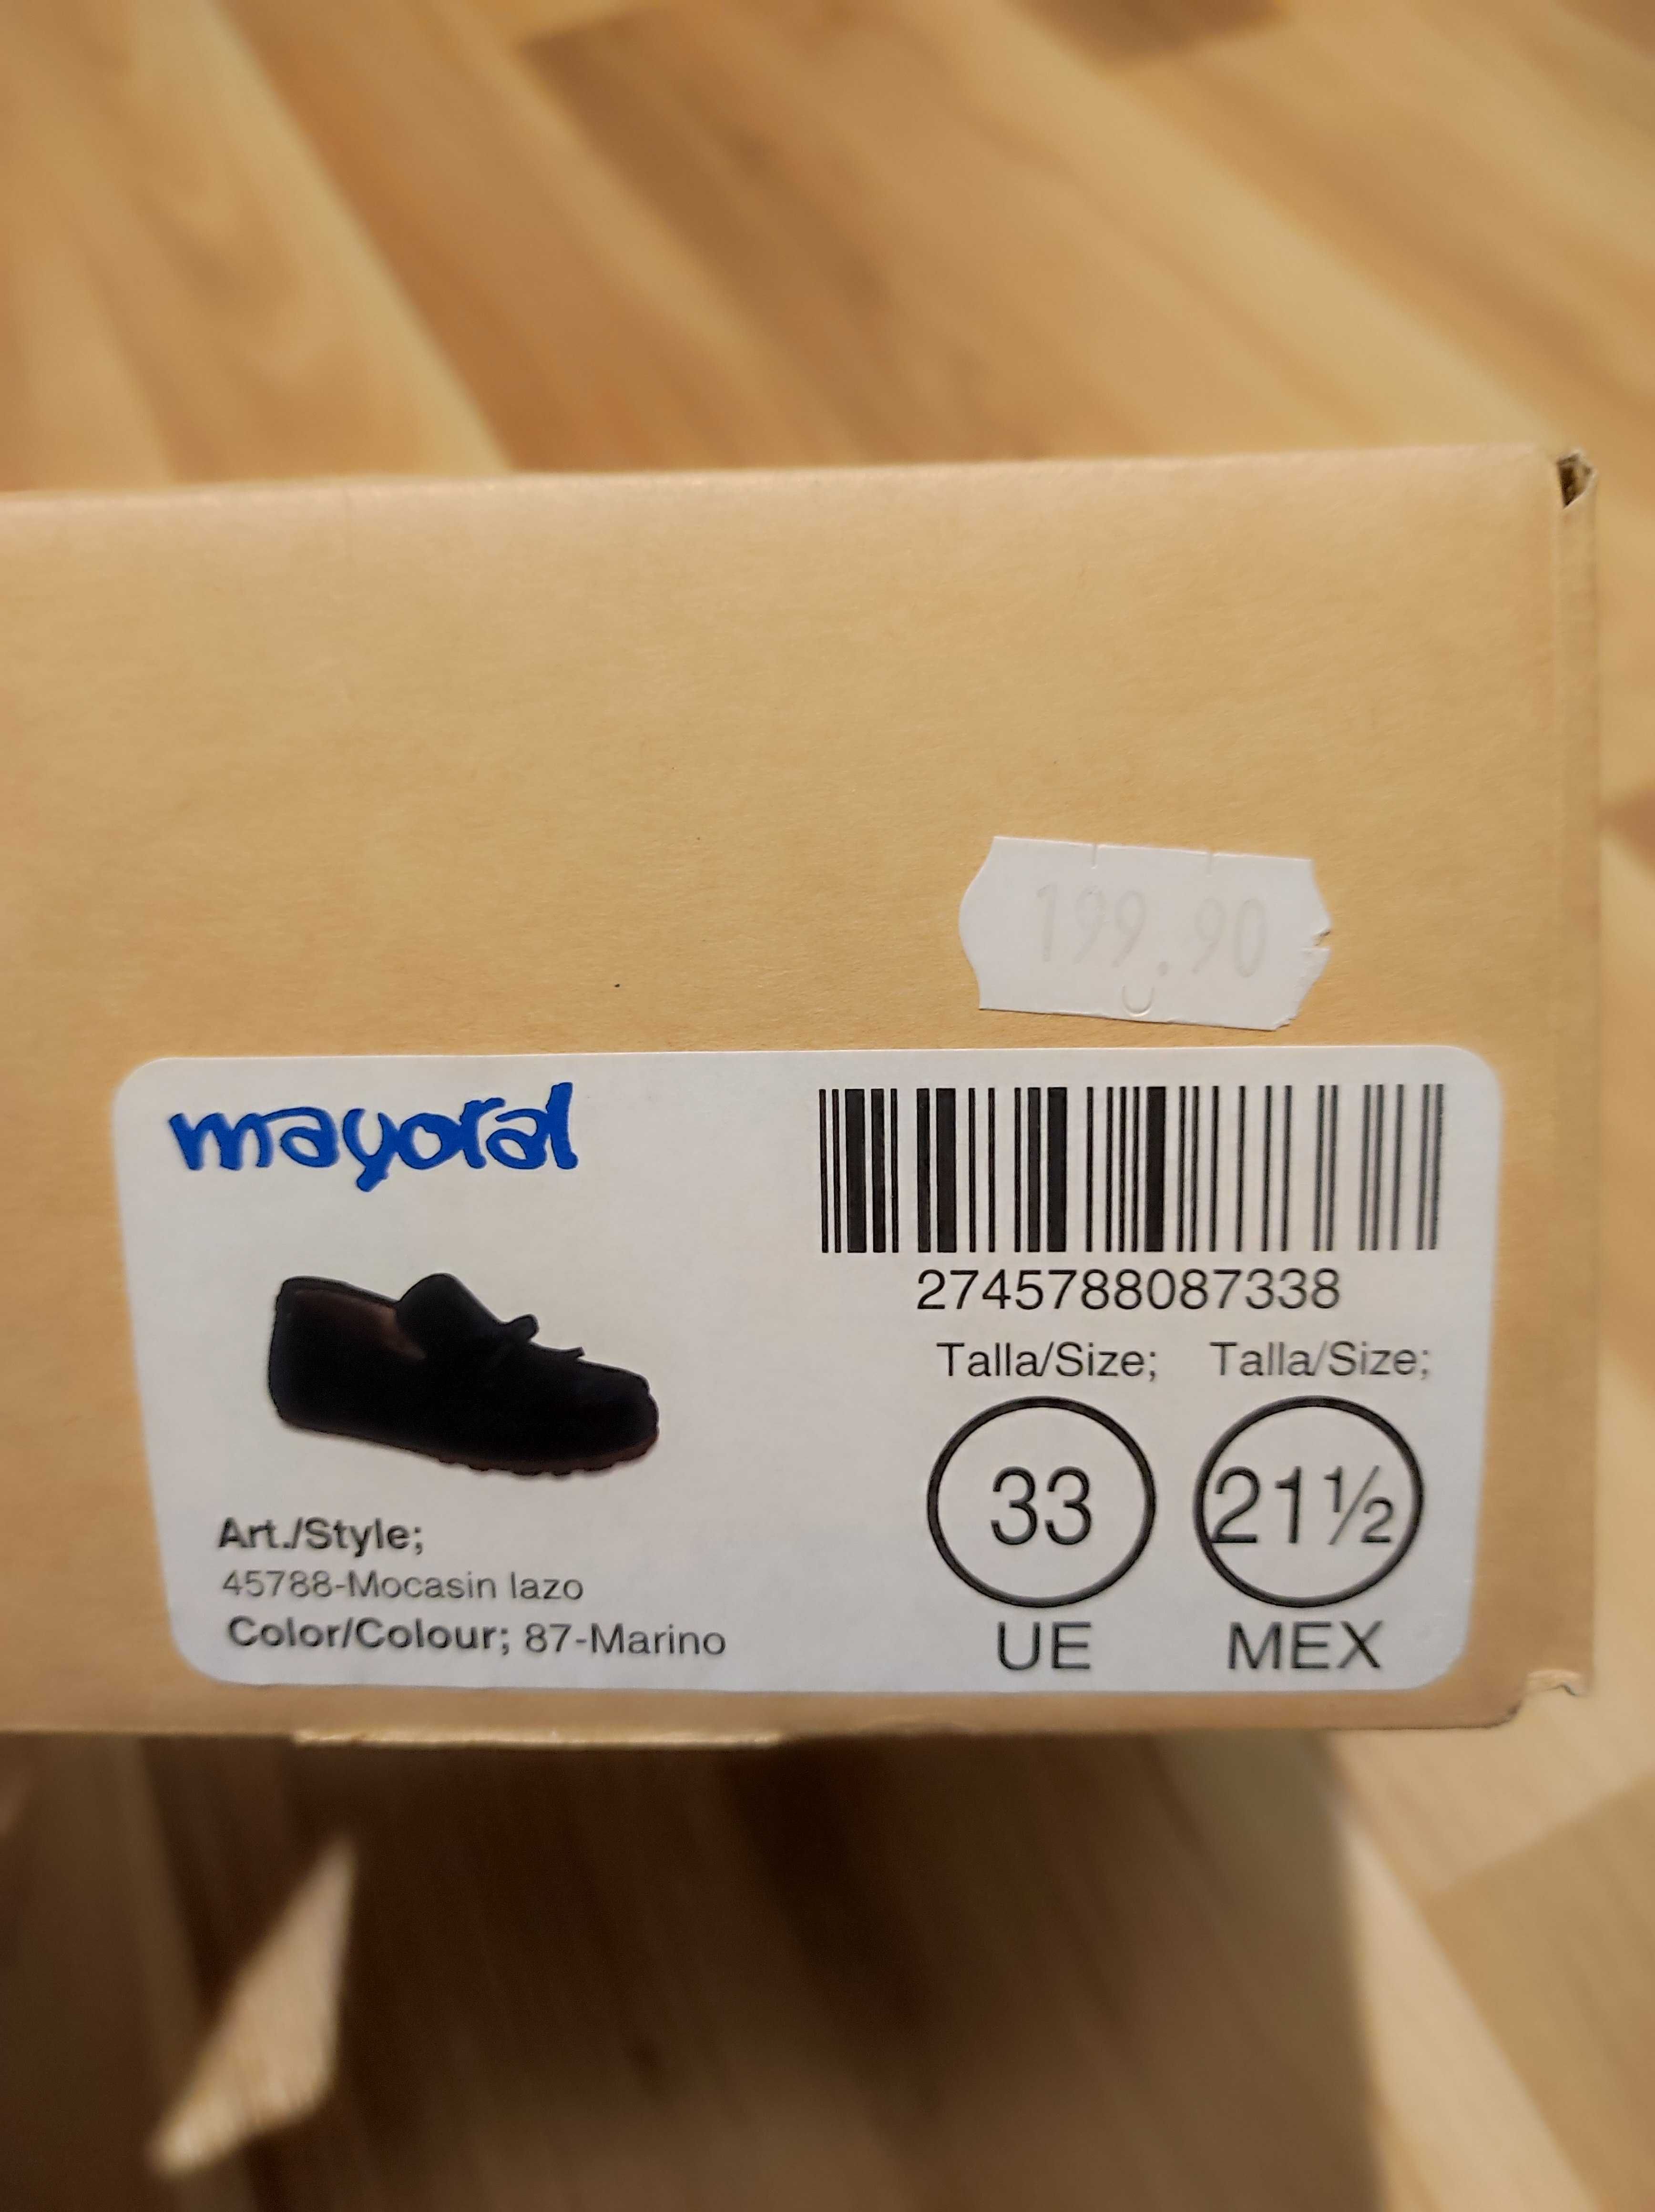 199.90
mayoral
2745788087338
Talla/Size; Talla/Size;
33 21½
UE MEX
Art./Style;
45788-Mocasin lazo
Color/Colour; 87-Marino